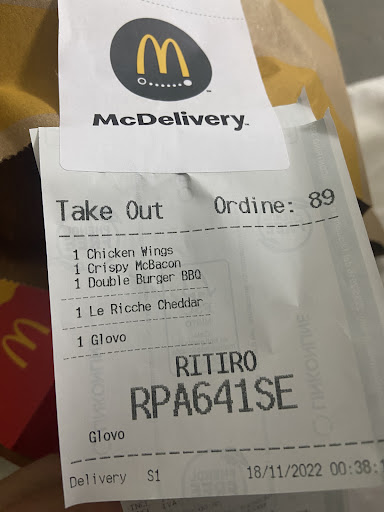 McDelivery
Take Out Ordine: 89
1 Chicken Wings
1 Crispy McBacon
1 Double Burger BBQ
1 Le Ricche Cheddar
1 Glovo
RITIRO
RPA641SE
Glovo
Delivery S1 18/11/2022 00:38:1